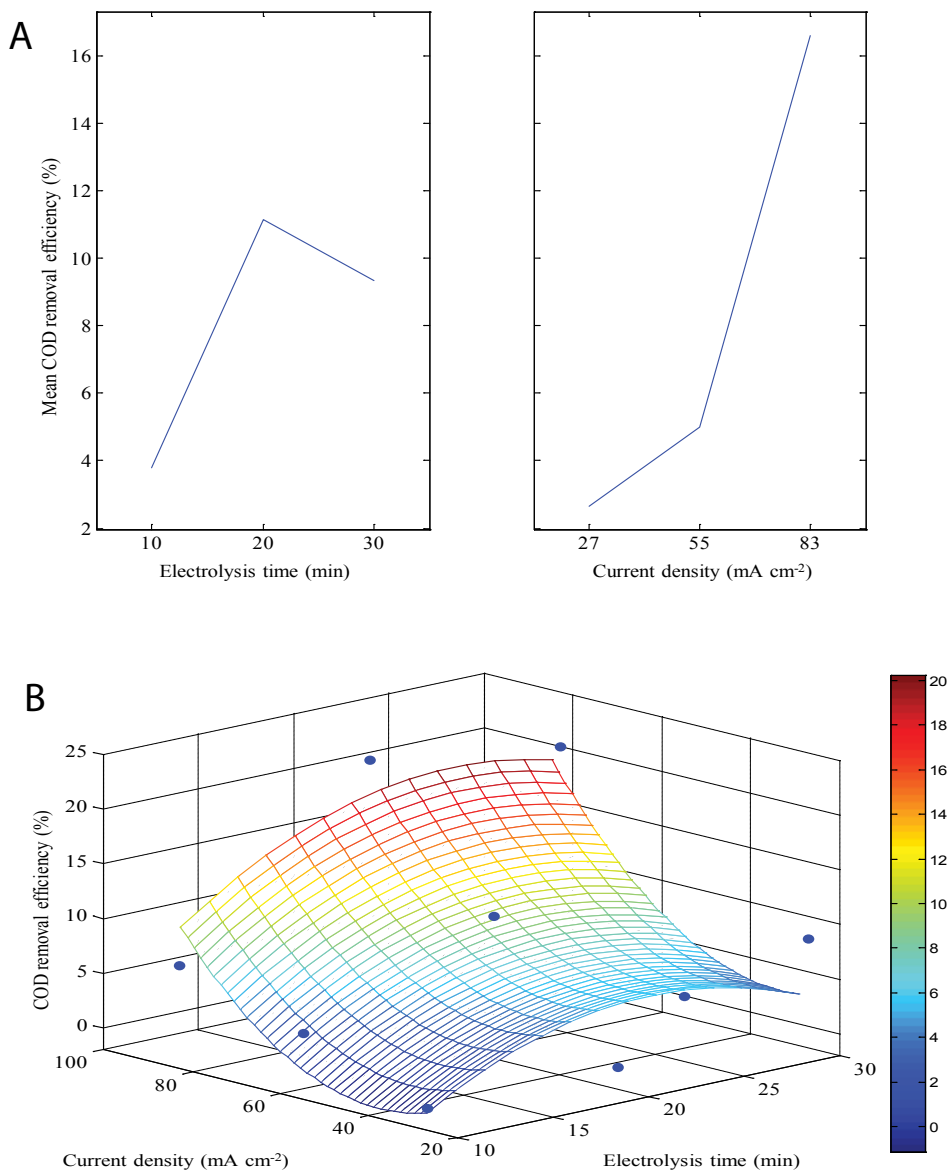 A
16
14
12
10
8
6
4
2
Mean COD removal efficiency (%)
10 20 30
Electrolysis time (min)
27 55 83
Current density (mA cm-2)
B
25
20
15
10
5
0
COD removal efficiency (%)
100 80 60 40 20
Current density (mA cm-2)
10 15 20 25 30
Electrolysis time (min)
20
18
16
14
12
10
8
6
4
2
0